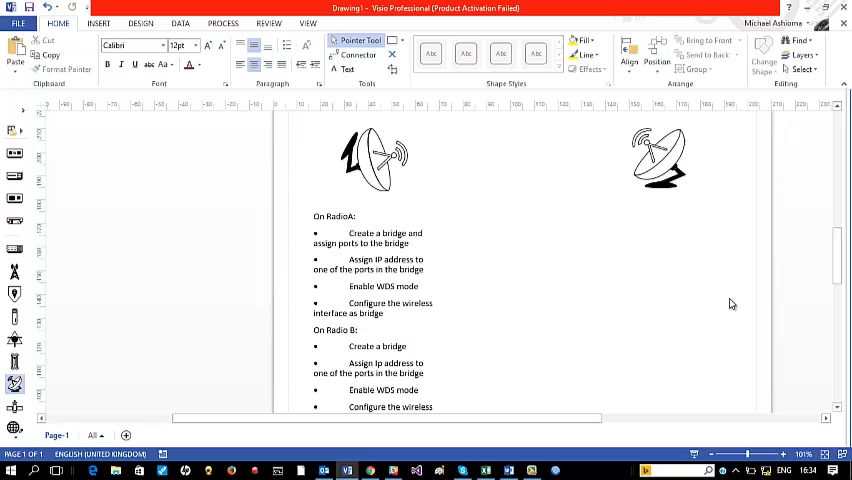 Drawing1 - Visio Professional (Product Activation Failed)
FILE HOME INSERT DESIGN DATA PROCESS REVIEW VIEW Michael Ashioma
Paste
Cut
Copy
Format Painter
Clipboard
Calibri 12pt
B I U abc Aa A
Font
Paragraph
Pointer Tool
Connector
Text
Tools
Abc Abc Abc Abc
Fill
Line
Effects
Shape Styles
Align Position
Bring to Front
Send to Back
Group
Arrange
Change
Shape
Find
Layers
Select
Editing
On RadioA:
• Create a bridge and
assign ports to the bridge
• Assign IP address to
one of the ports in the bridge
• Enable WDS mode
• Configure the wireless
interface as bridge
On Radio B:
• Create a bridge
• Assign Ip address to
one of the ports in the bridge
• Enable WDS mode
• Configure the wireless
Page-1 All
PAGE 1 OF 1 ENGLISH (UNITED KINGDOM) 101%
ENG 16:34